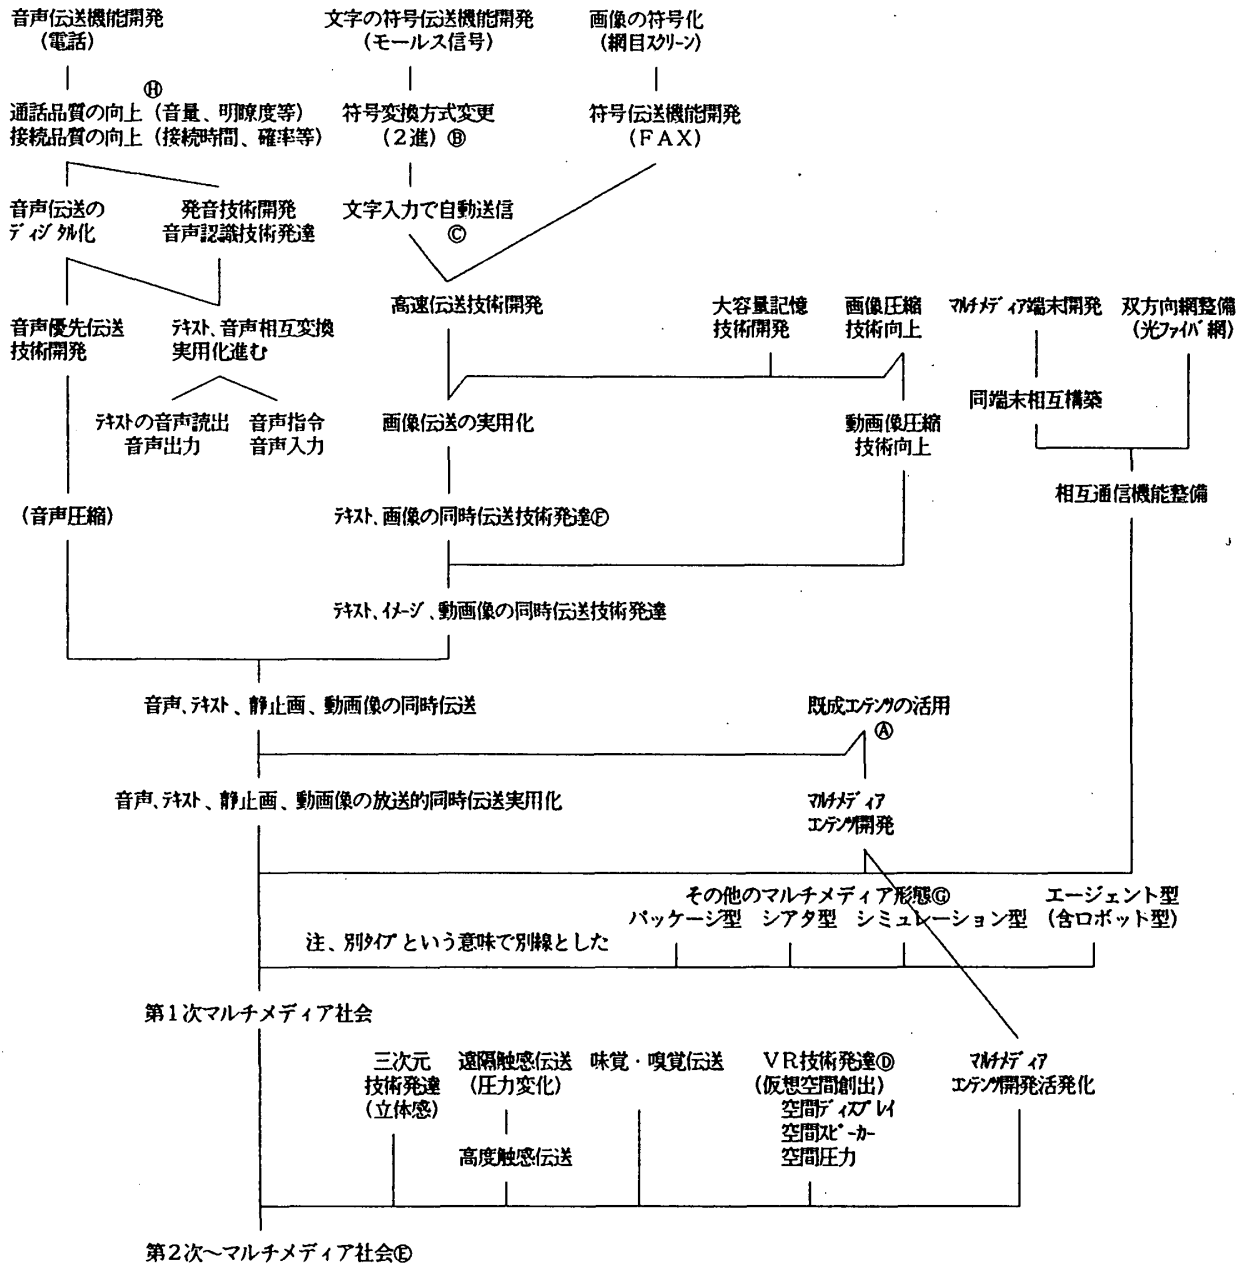 音声伝送機能開発
(電話)
文字の符号伝送機能開発
(モールス信号)
画像の符号化
(網目スクリーン)
Ⓗ
通話品質の向上(音量、明瞭度等)
接続品質の向上(接続時間、確率等)
符号変換方式変更
(2進)Ⓑ
符号伝送機能開発
(FAX)
音声伝送の
ディジタル化
発音技術開発
音声認識技術発達
文字入力で自動送信
Ⓒ
音声優先伝送
技術開発
テキスト、音声相互変換
実用化進む
高速伝送技術開発
大容量記憶
技術開発
画像圧縮
技術向上
マルチメディア端末開発
双方向網整備
(光ファイバ網)
テキストの音声読出
音声出力
音声指令
音声入力
画像伝送の実用化
動画像圧縮
技術向上
同端末相互構築
相互通信機能整備
(音声圧縮)
テキスト、画像の同時伝送技術発達Ⓕ
テキスト、イメージ、動画像の同時伝送技術発達
音声、テキスト、静止画、動画像の同時伝送
既成コンテンツの活用
Ⓐ
音声、テキスト、静止画、動画像の放送的同時伝送実用化
マルチメディア
コンテンツ開発
その他のマルチメディア形態Ⓖ
パッケージ型 シアタ型 シミュレーション型
エージェント型
(含ロボット型)
注、別タイプという意味で別線とした
第1次マルチメディア社会
三次元
技術発達
(立体感)
遠隔触感伝送
(圧力変化)
高度触感伝送
味覚・嗅覚伝送
VR技術発達Ⓓ
(仮想空間創出)
空間ディスプレイ
空間スピーカー
空間圧力
マルチメディア
コンテンツ開発活発化
第2次~マルチメディア社会Ⓔ